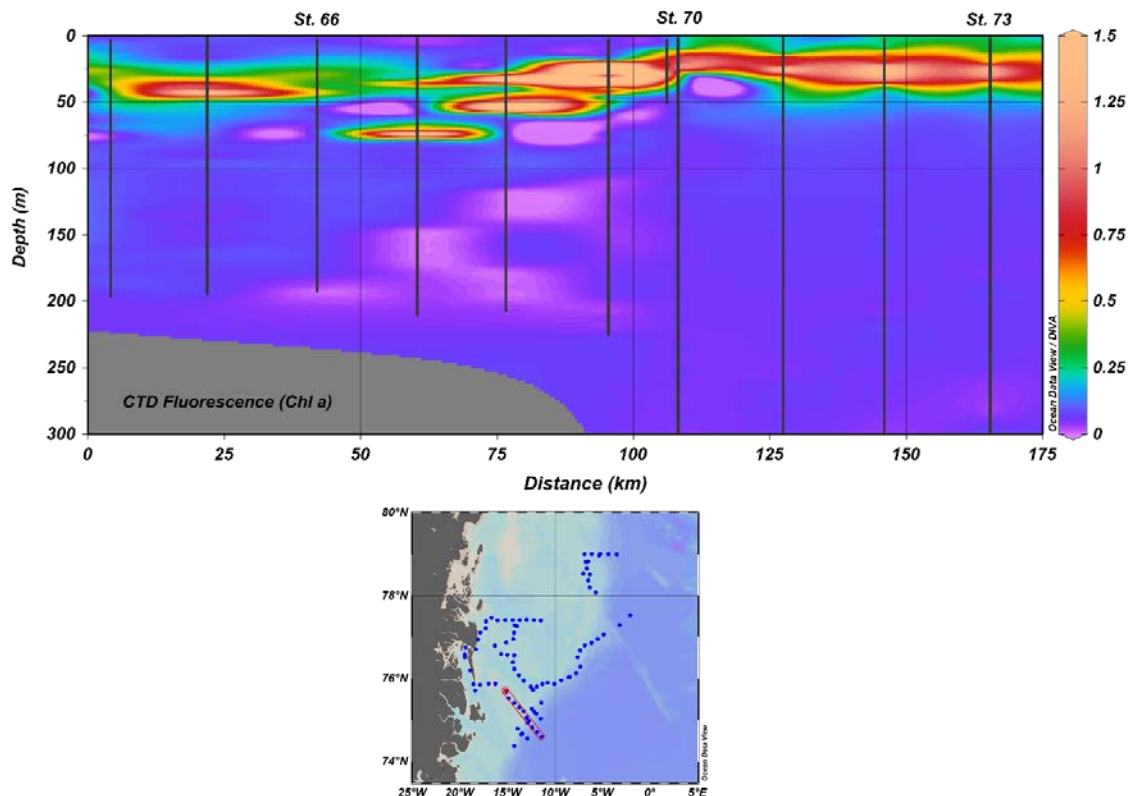 St. 66 St. 70 St. 73
0
50
100
150
200
250
300
Depth (m)
CTD Fluorescence (Chl a)
0 25 50 75 100 125 150 175
Distance (km)
Ocean Data View / DIVA
1.5
1.25
1
0.75
0.5
0.25
0
80°N
78°N
76°N
74°N
25°W 20°W 15°W 10°W 5°W 0° 5°E
Ocean Data View